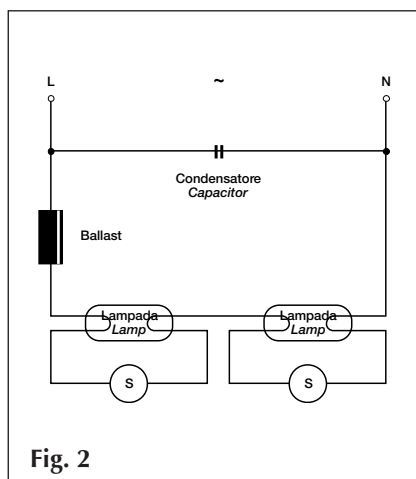 L ~ N
Condensatore
Capacitor
Ballast
Lampada Lampada
Lamp Lamp
S S
Fig. 2